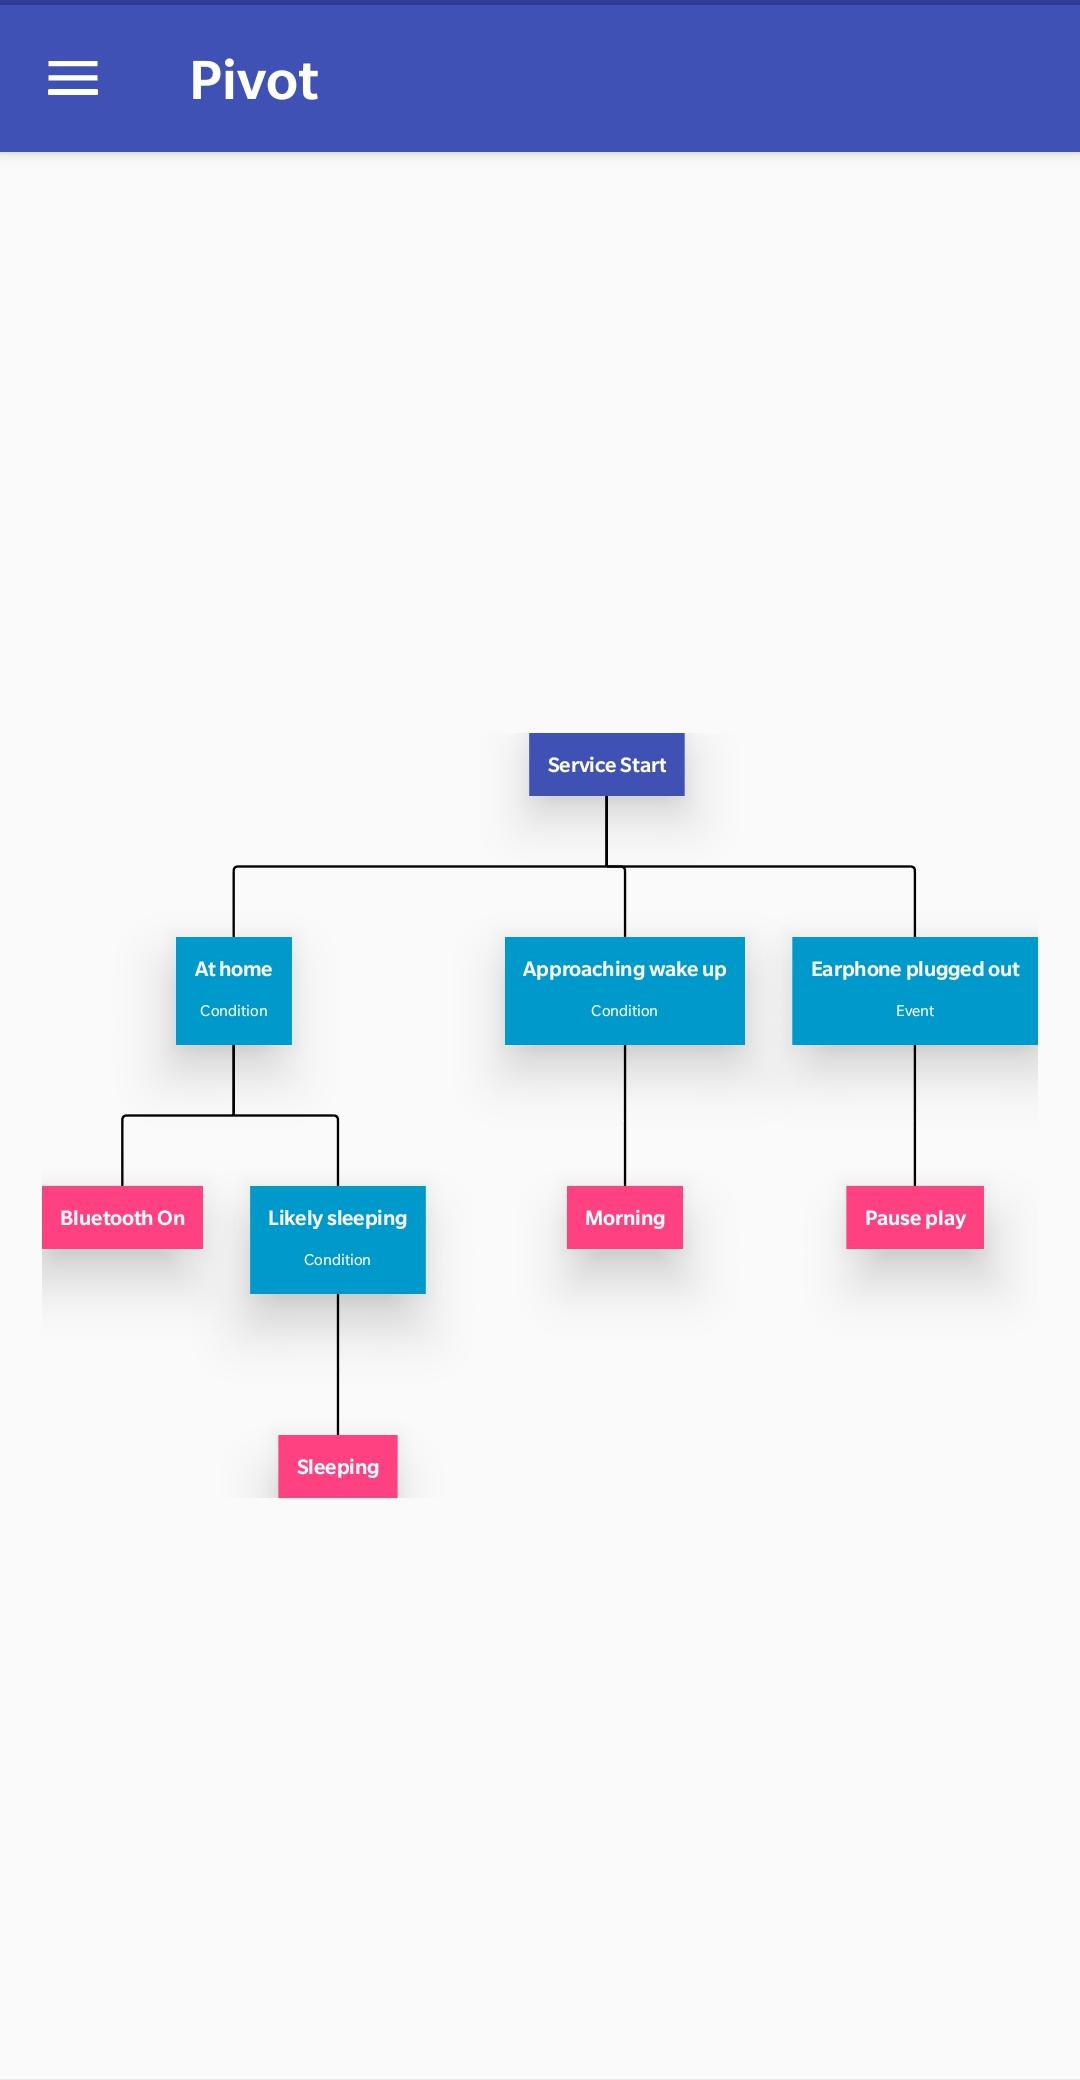 Pivot
Service Start
At home
Condition
Approaching wake up
Condition
Earphone plugged out
Event
Bluetooth On
Likely sleeping
Condition
Morning
Pause play
Sleeping